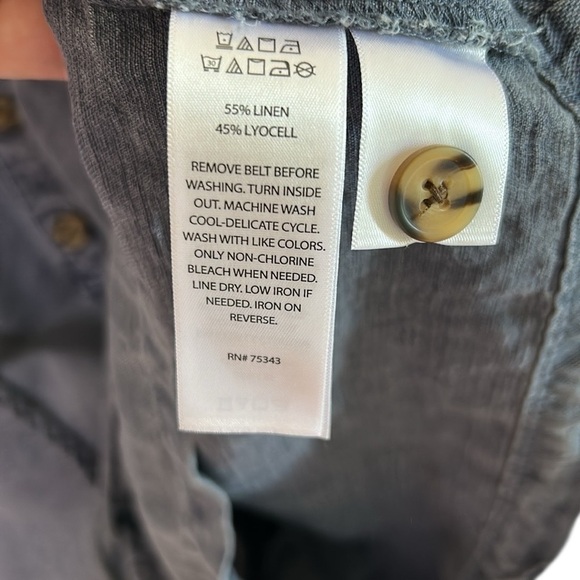 30
55% LINEN
45% LYOCELL
REMOVE BELT BEFORE
WASHING. TURN INSIDE
OUT. MACHINE WASH
COOL-DELICATE CYCLE.
WASH WITH LIKE COLORS.
ONLY NON-CHLORINE
BLEACH WHEN NEEDED.
LINE DRY. LOW IRON IF
NEEDED. IRON ON
REVERSE.
RN# 75343